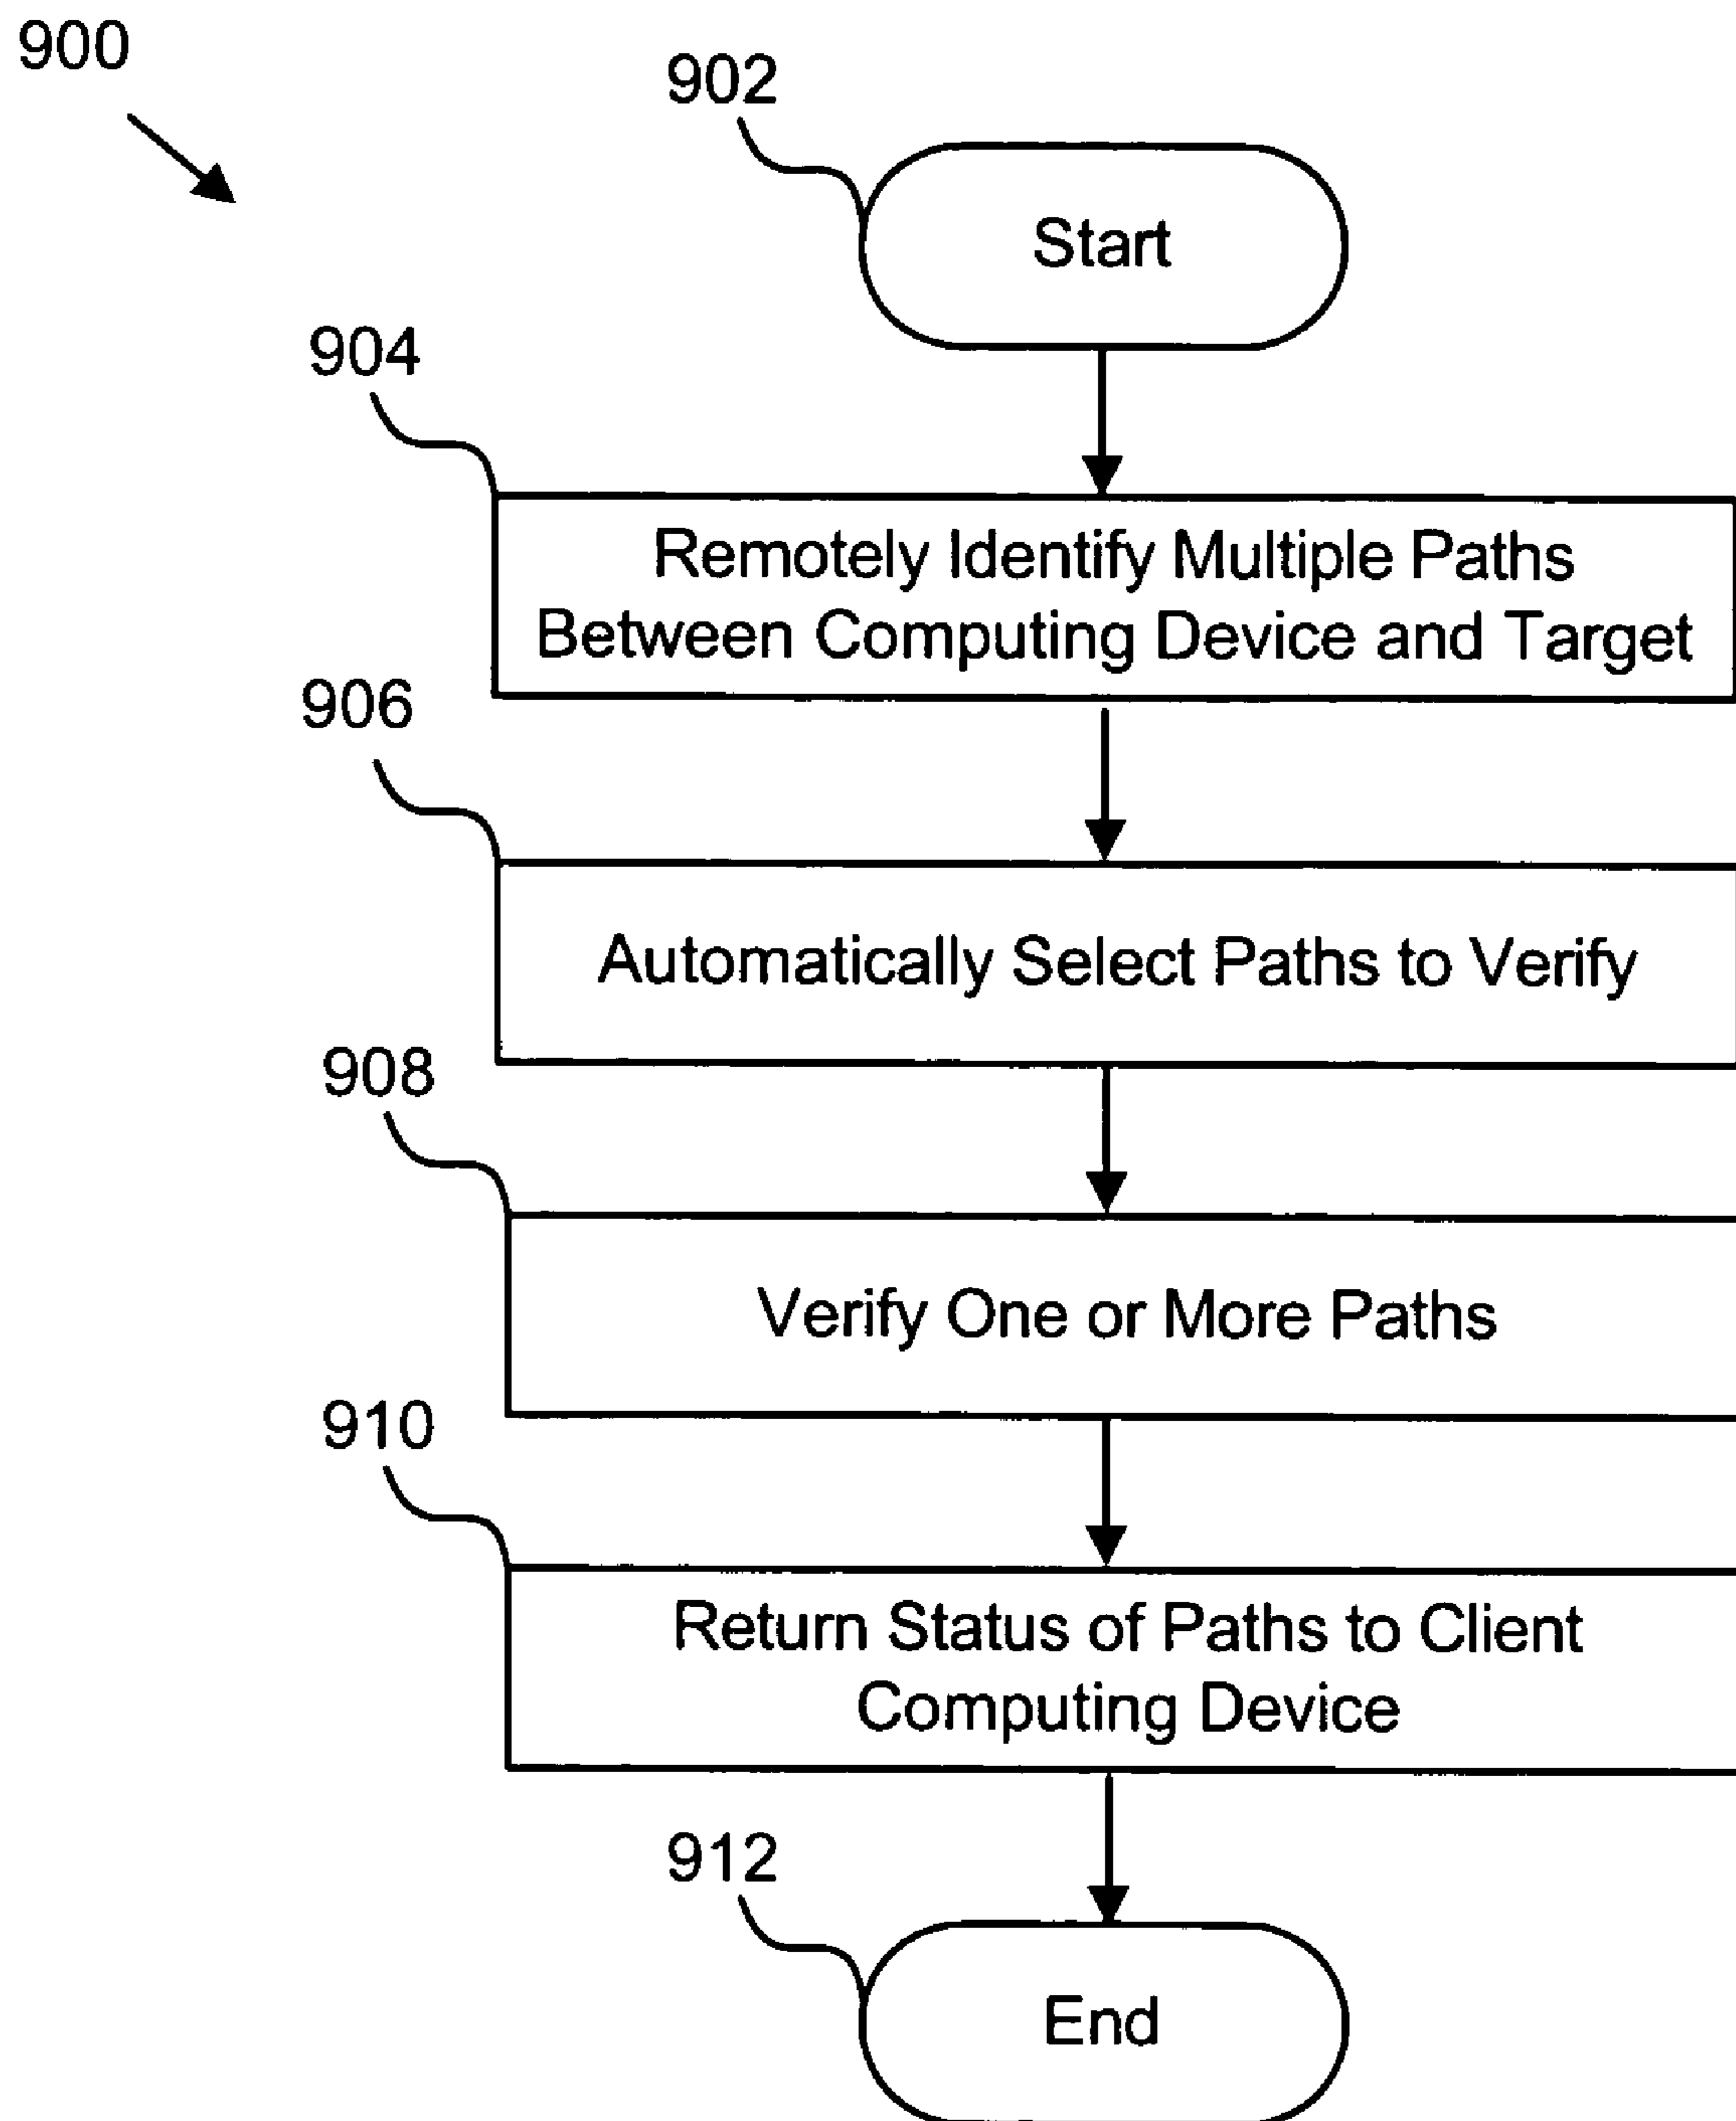 900
902
Start
904
Remotely Identify Multiple Paths
Between Computing Device and Target
906
Automatically Select Paths to Verify
908
Verify One or More Paths
910
Return Status of Paths to Client
Computing Device
912
End